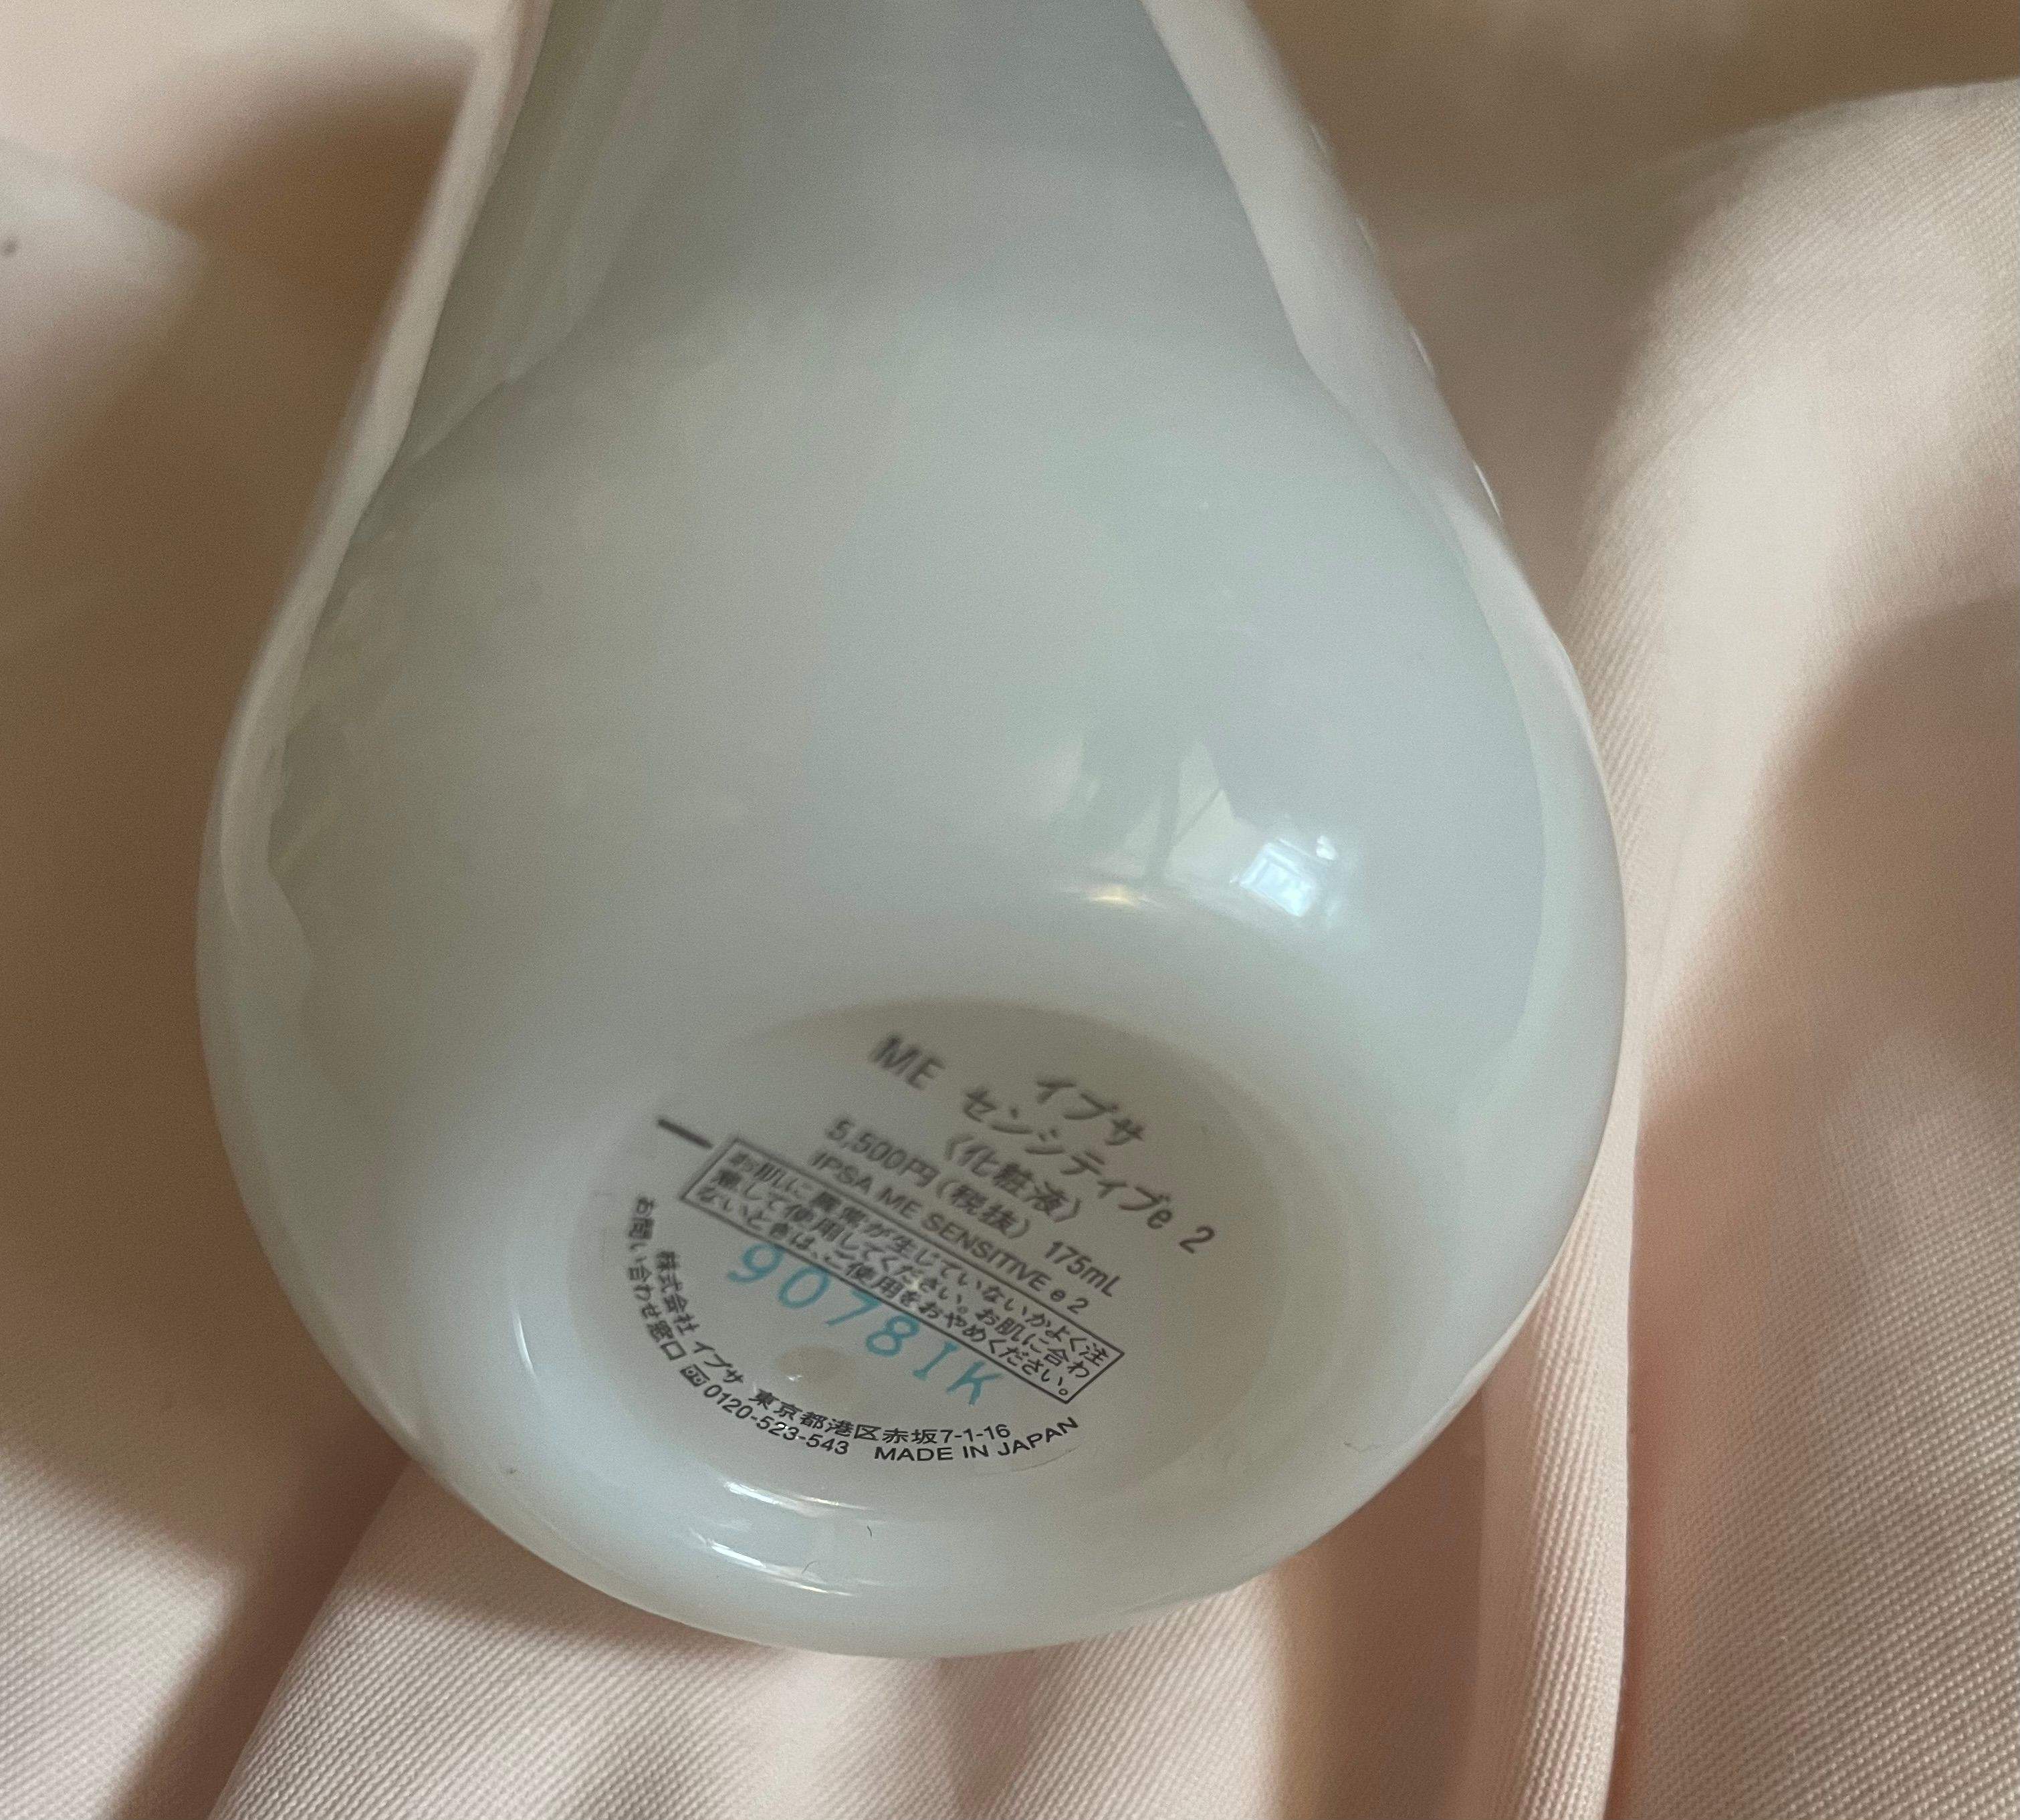 イプサ
ME センシティブe 2
〈化粧液〉
5,500円(税抜) 175mL
IPSA ME SENSITIVE e 2
お肌に異常が生じていないかよく注
意して使用してください。お肌に合わ
ないときは、ご使用をおやめください。
9078IK
株式会社 イプサ 東京都港区赤坂7-1-16
お問い合わせ窓口 0120-523-543 MADE IN JAPAN